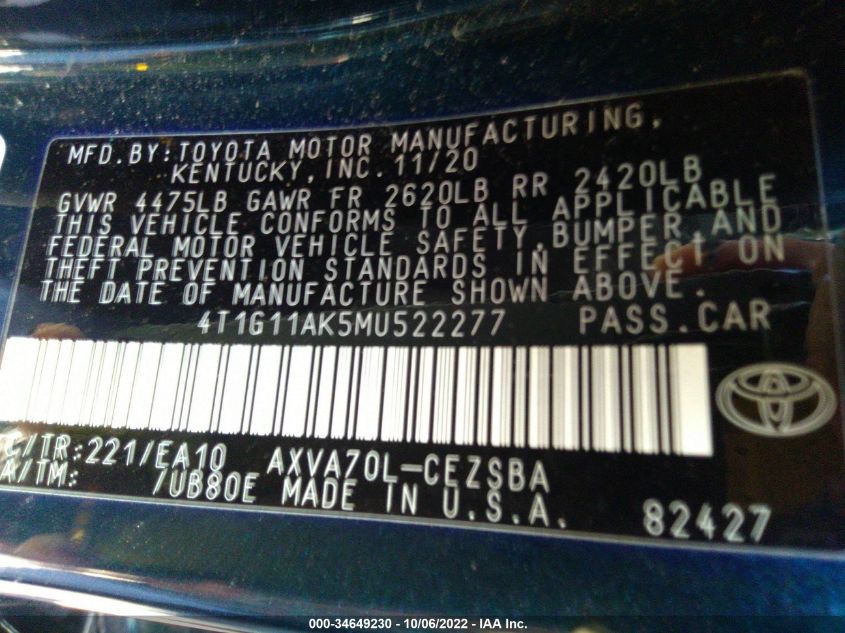 MFD.BY:TOYOTA MOTOR MANUFACTURING,
KENTUCKY,INC. 11/20
GVWR 4475LB GAWR FR 2620LB RR 2420LB
THIS VEHICLE CONFORMS TO ALL APPLICABLE
FEDERAL MOTOR VEHICLE SAFETY,BUMPER,AND
THEFT PREVENTION STANDARDS IN EFFECT ON
THE DATE OF MANUFACTURE SHOWN ABOVE.
4T1G11AK5MU522277 PASS.CAR
C/TR:221/EA10 AXVA70L-CEZSBA
A/TM: /UB80E MADE IN U.S.A. 82427
000-34649230 - 10/06/2022 - IAA Inc.